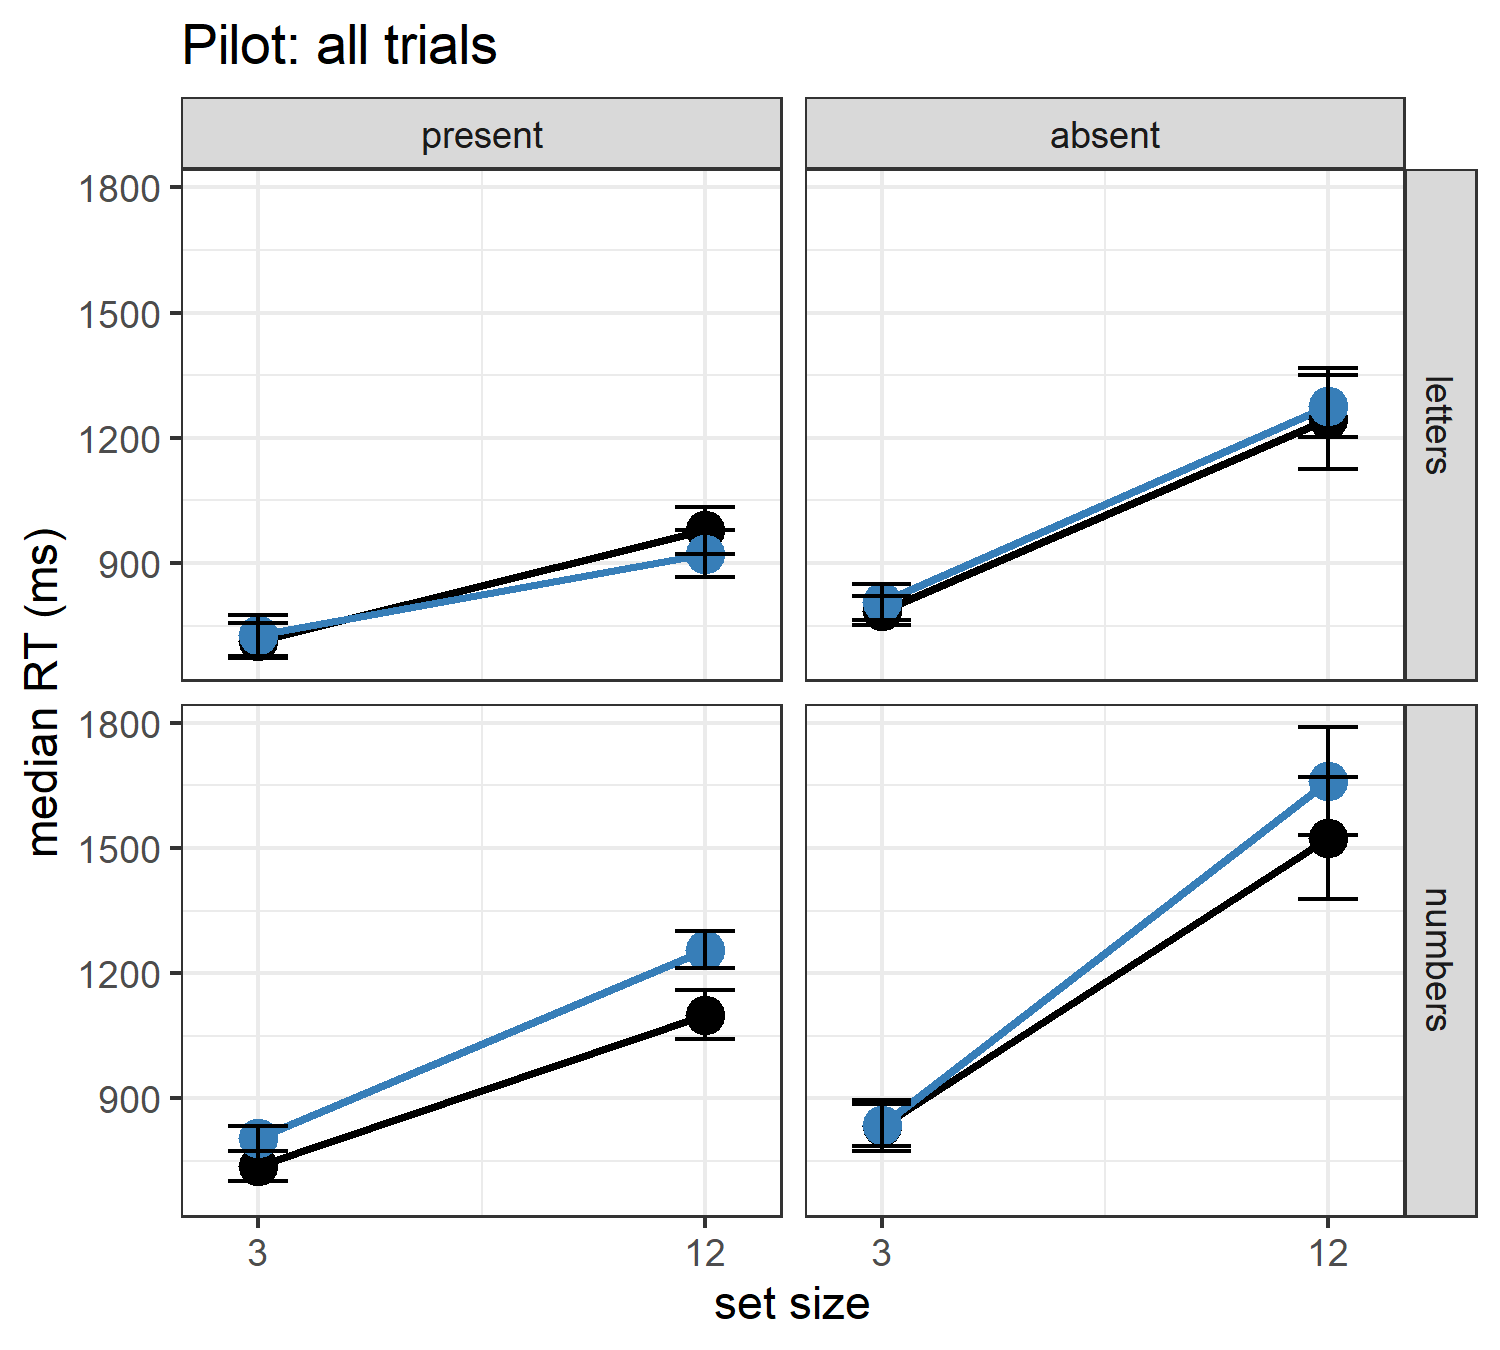 Pilot: all trials
present
absent
1800
1500
1200
900
letters
1800
1500
1200
900
numbers
median RT (ms)
3
12
3
12
set size